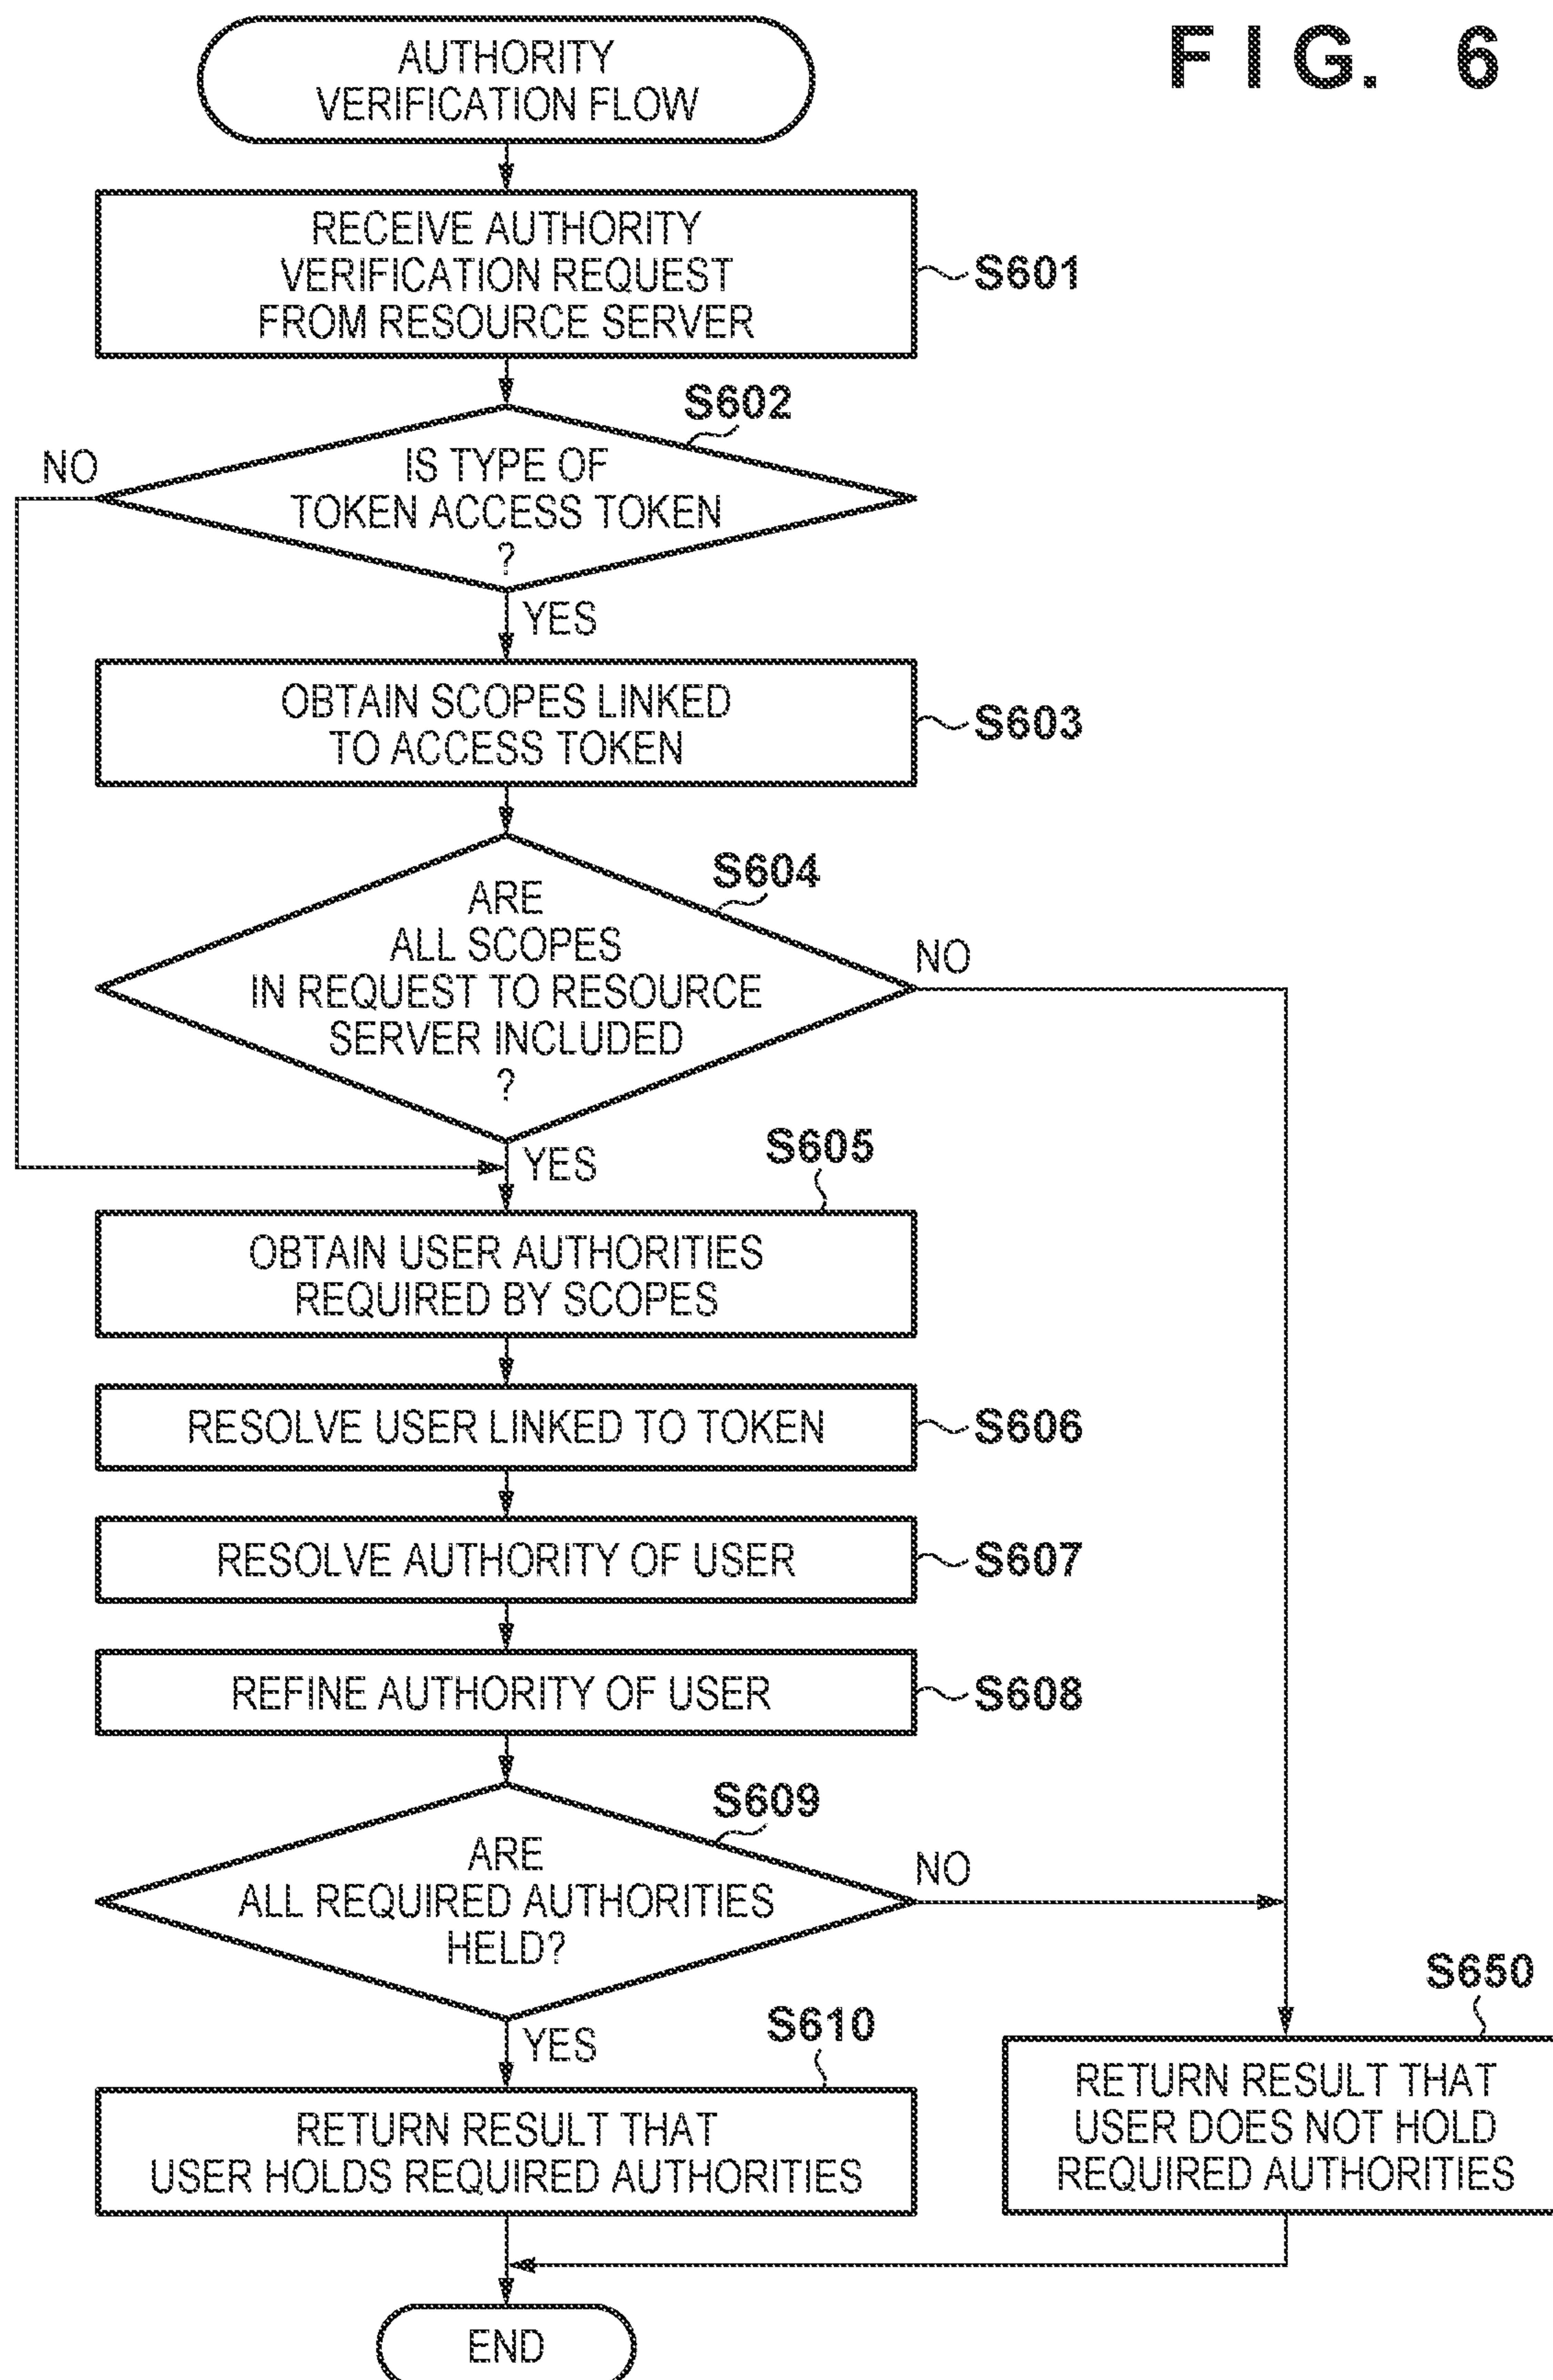 FIG. 6
AUTHORITY
VERIFICATION FLOW
RECEIVE AUTHORITY
VERIFICATION REQUEST
FROM RESOURCE SERVER
S601
S602
NO
IS TYPE OF
TOKEN ACCESS TOKEN
?
YES
OBTAIN SCOPES LINKED
TO ACCESS TOKEN
S603
S604
ARE
ALL SCOPES
IN REQUEST TO RESOURCE
SERVER INCLUDED
?
NO
YES
S605
OBTAIN USER AUTHORITIES
REQUIRED BY SCOPES
RESOLVE USER LINKED TO TOKEN
S606
RESOLVE AUTHORITY OF USER
S607
REFINE AUTHORITY OF USER
S608
S609
ARE
ALL REQUIRED AUTHORITIES
HELD?
NO
YES
S610
RETURN RESULT THAT
USER HOLDS REQUIRED AUTHORITIES
S650
RETURN RESULT THAT
USER DOES NOT HOLD
REQUIRED AUTHORITIES
END